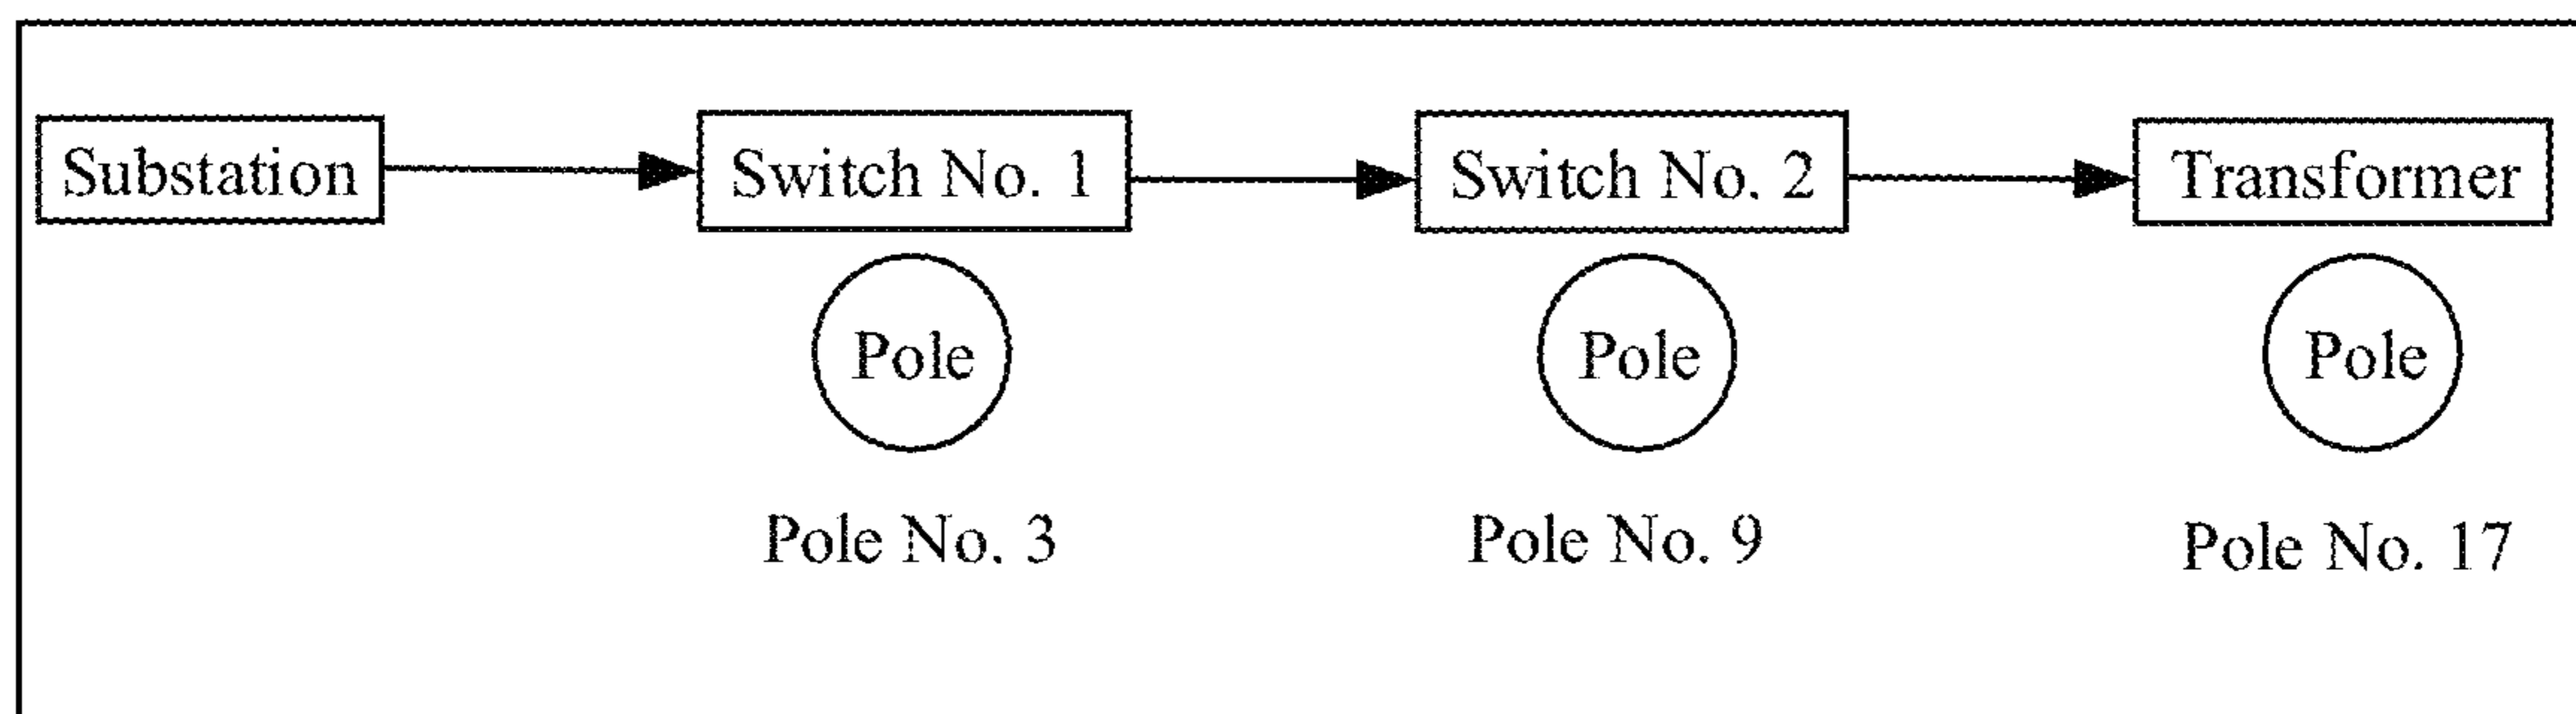 Substation
Switch No. 1
Switch No. 2
Transformer
Pole
Pole
Pole
Pole No. 3
Pole No. 9
Pole No. 17